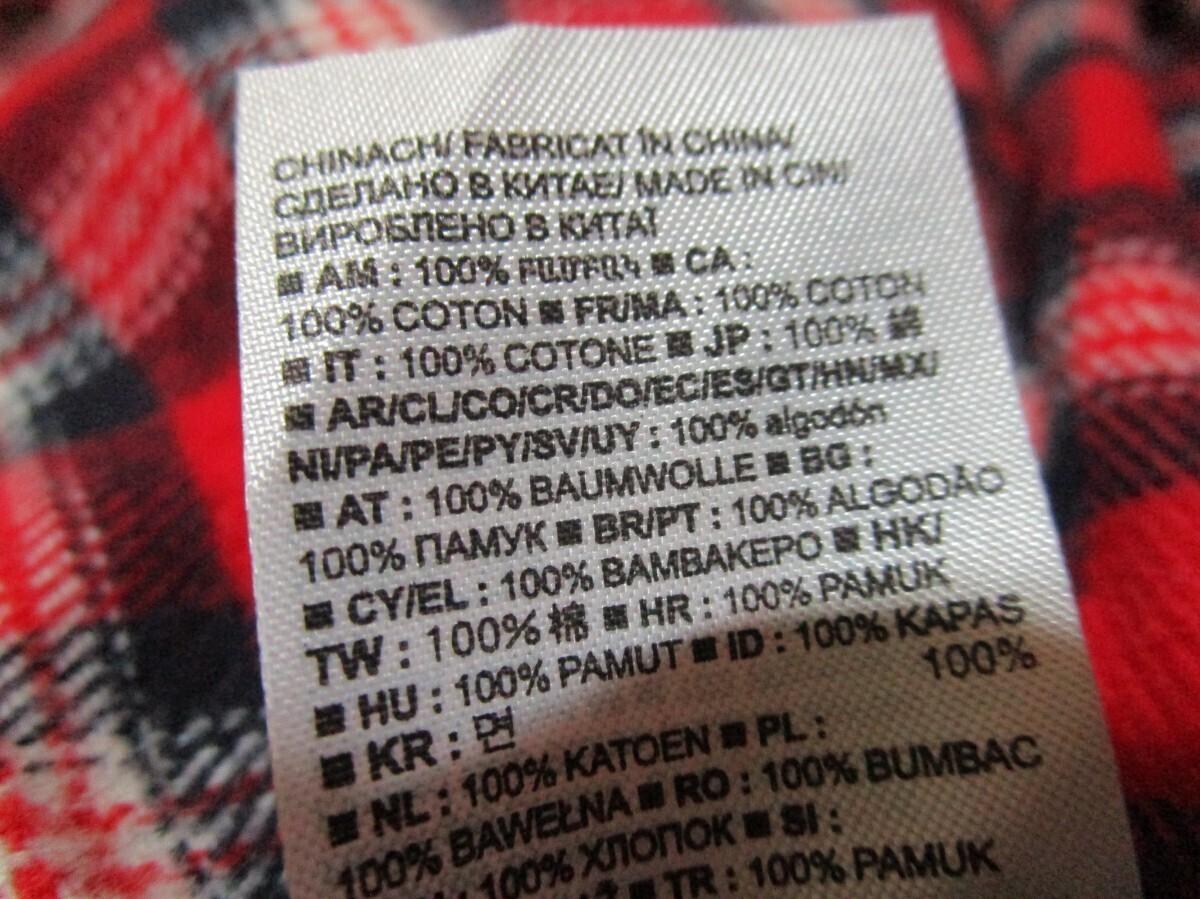 CHINACH/ FABRICAT ÎN CHINA/
СДЕЛАНО В КИТАЕ/ MADE IN CIN/
ВИРОБЛЕНО В КИТАЇ
■ AM : 100% ■ CA :
100% COTON ■ FR/MA : 100% COTON
■ IT : 100% COTONE ■ JP : 100% 綿
■ AR/CL/CO/CR/DO/EC/ES/GT/HN/MX/
NI/PA/PE/PY/SV/UY : 100% algodón
■ AT : 100% BAUMWOLLE ■ BG :
100% ПАМУК ■ BR/PT : 100% ALGODÃO
■ CY/EL : 100% ΒΑΜΒΑΚΕΡΟ ■ HK/
TW : 100% 棉 ■ HR : 100% PAMUK
■ HU : 100% PAMUT ■ ID : 100% KAPAS
■ KR : 면 100%
■ NL : 100% KATOEN ■ PL :
100% BAWEŁNA ■ RO : 100% BUMBAC
: 100% ХЛОПОК ■ SI :
■ TR : 100% PAMUK